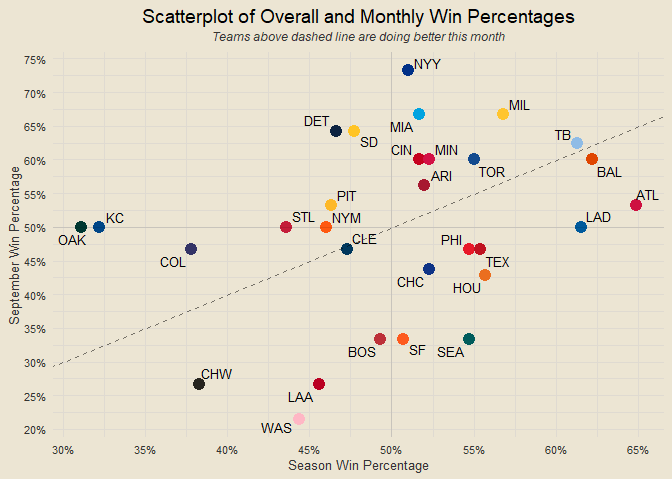 Scatterplot of Overall and Monthly Win Percentages
Teams above dashed line are doing better this month
September Win Percentage
75%
70%
65%
60%
55%
50%
45%
40%
35%
30%
25%
20%
NYY
MIL
MIA
DET
SD
TB
CIN
MIN
TOR
BAL
ARI
ATL
PIT
KC
STL
NYM
LAD
OAK
CLE
PHI
COL
TEX
CHC
HOU
BOS
SF
SEA
CHW
LAA
WAS
30%
35%
40%
45%
50%
55%
60%
65%
Season Win Percentage